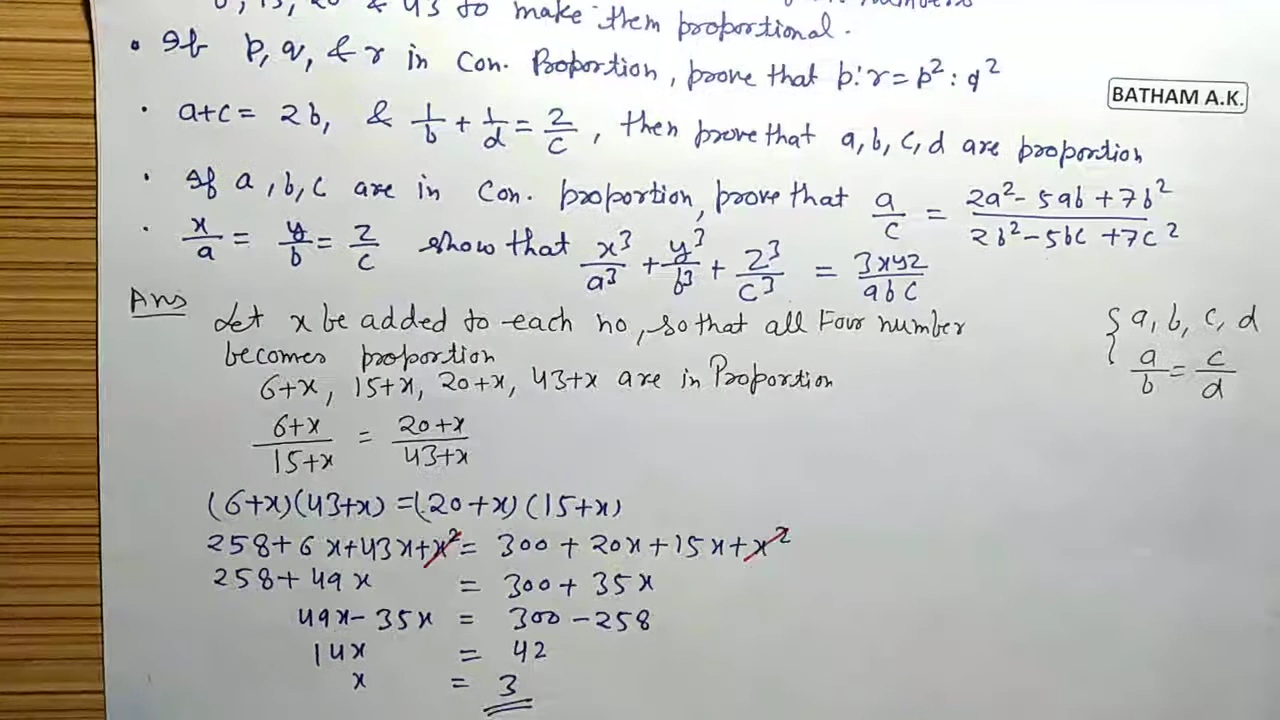 6, 15, 20 & 43 to make them proportional.
• If p, q, & r in Con. Proportion, prove that p:r = p²: q²
BATHAM A.K.
• a+c= 2b, & 1/b + 1/d = 2/c, then prove that a, b, c, d are proportion
• If a, b, c are in Con. proportion, prove that a/c = 2a²- 5ab + 7b² / 2b²-5bc +7c²
• x/a = y/b = z/c show that x³/a³ + y³/b³ + z³/c³ = 3xyz/abc
Ans Let x be added to each no, so that all Four number
becomes proportion
6+x, 15+x, 20+x, 43+x are in Proportion
{ a, b, c, d
a/b = c/d
6+x/15+x = 20+x/43+x
(6+x)(43+x) = (20+x)(15+x)
258+6x+43x+x² = 300+20x+15x+x²
258+49x = 300+35x
49x-35x = 300-258
14x = 42
x = 3